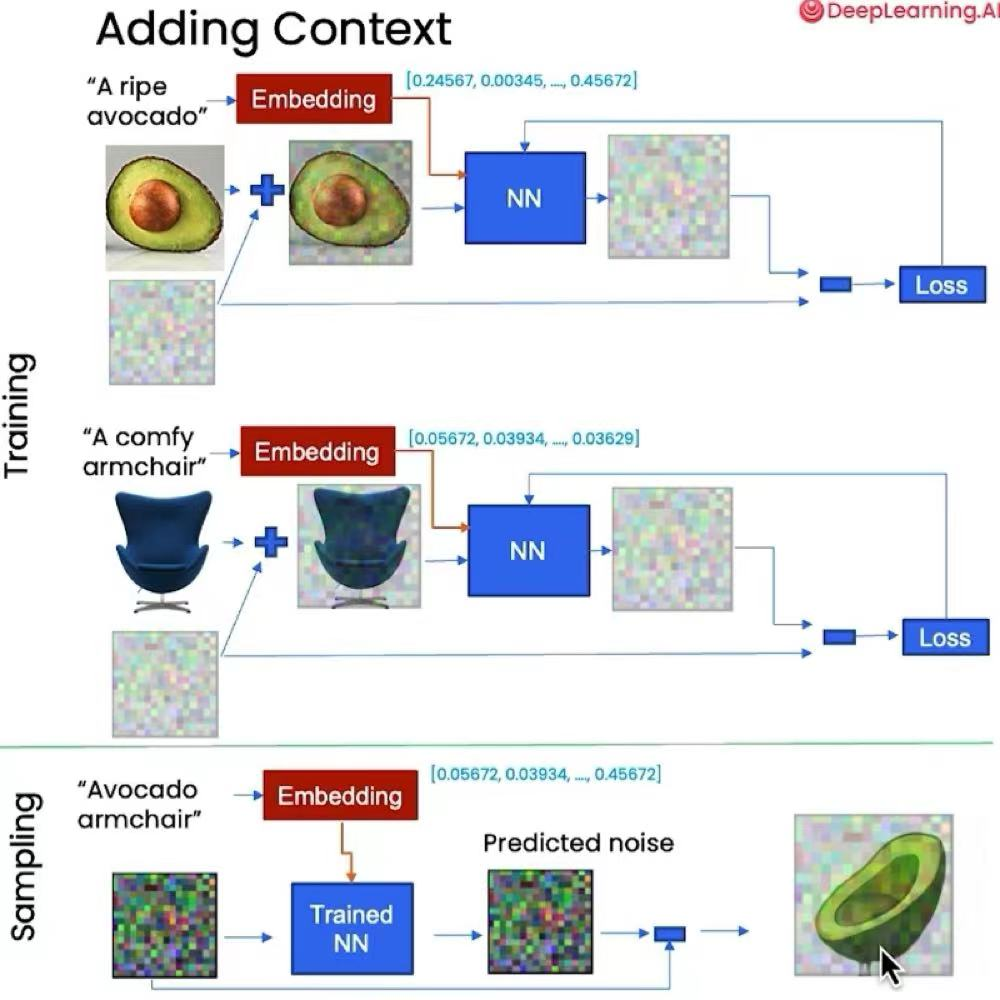 DeepLearning.AI
Adding Context
"A ripe
avocado"
Embedding
[0.24567, 0.00345, ...., 0.45672]
NN
Loss
Training
"A comfy
armchair"
Embedding
[0.05672, 0.03934, ...., 0.03629]
NN
Loss
Sampling
"Avocado
armchair"
Embedding
[0.05672, 0.03934, ...., 0.45672]
Predicted noise
Trained
NN